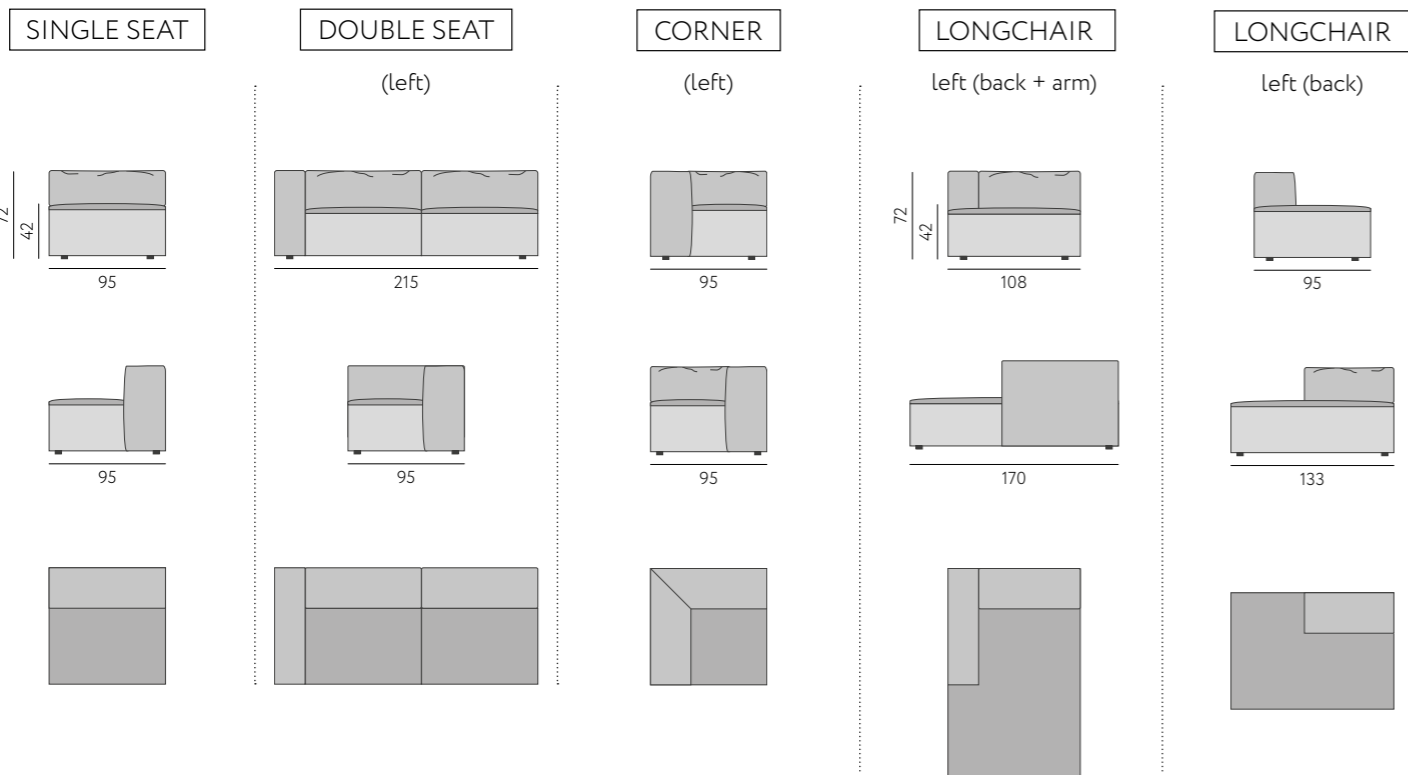 SINGLE SEAT
DOUBLE SEAT
CORNER
LONGCHAIR
LONGCHAIR
(left)
(left)
left (back + arm)
left (back)
72
42
72
42
95
215
95
108
95
95
95
95
170
133